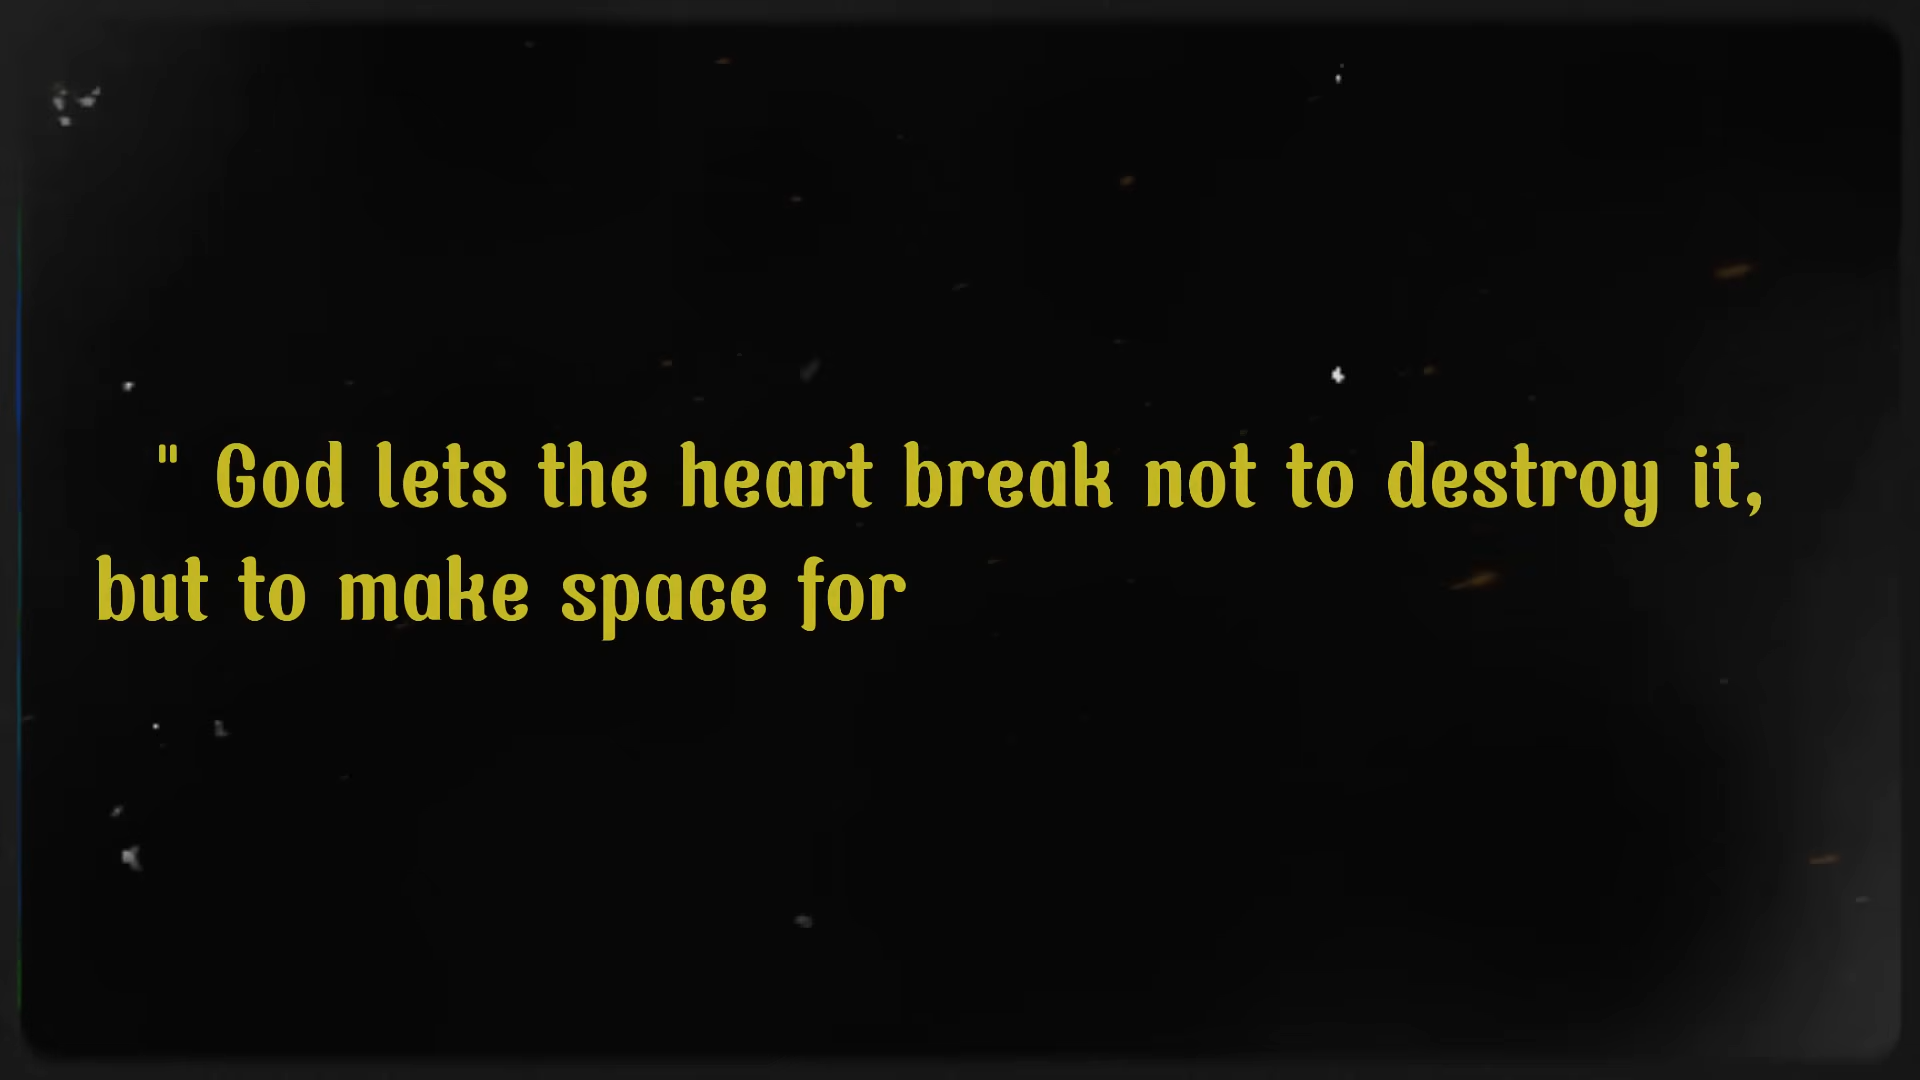 " God lets the heart break not to destroy it,
but to make space for